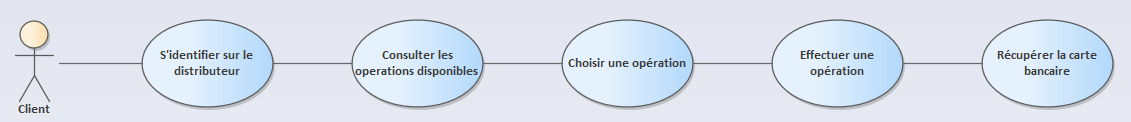 S'identifier sur le
distributeur
Consulter les
operations disponibles
Choisir une opération
Effectuer une
opération
Récupérer la carte
bancaire
Client